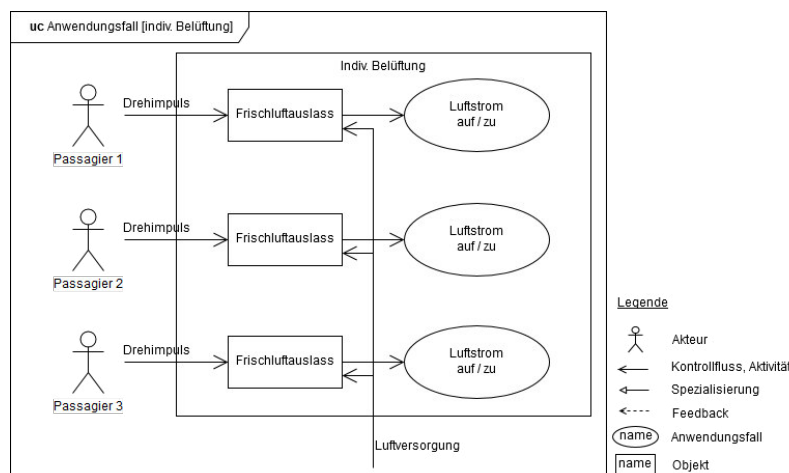 uc Anwendungsfall [indiv. Belüftung]
Indiv. Belüftung
Drehimpuls
Frischluftauslass
Luftstrom
auf / zu
Passagier 1
Drehimpuls
Frischluftauslass
Luftstrom
auf / zu
Passagier 2
Drehimpuls
Frischluftauslass
Luftstrom
auf / zu
Passagier 3
Luftversorgung
Legende
Akteur
Kontrollfluss, Aktivität
Spezialisierung
Feedback
name Anwendungsfall
name Objekt